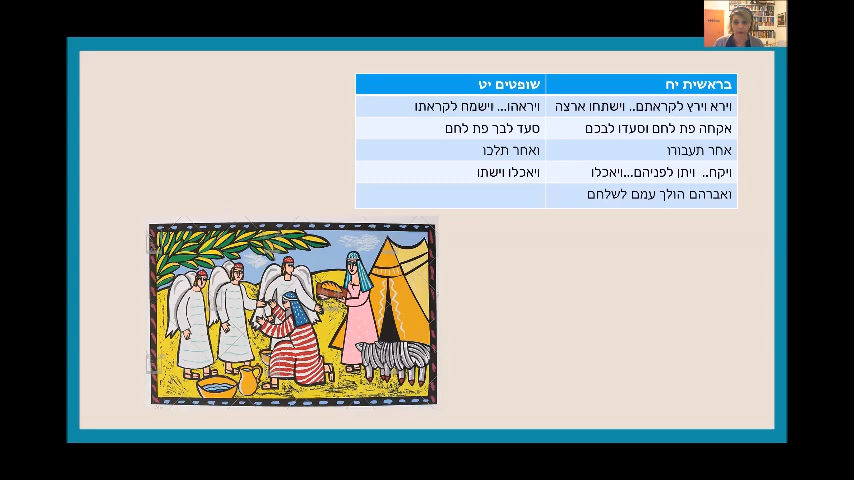 בראשית יח שופטים יט
וירא וירץ לקראתם.. וישתחו ארצה ויראהו... וישמח לקראתו
אקחה פת לחם וסעדו לבכם סעד לבך פת לחם
אחר תעבורו ואחר תלכו
ויקח.. ויתן לפניהם...ויאכלו ויאכלו וישתו
ואברהם הולך עמם לשלחם